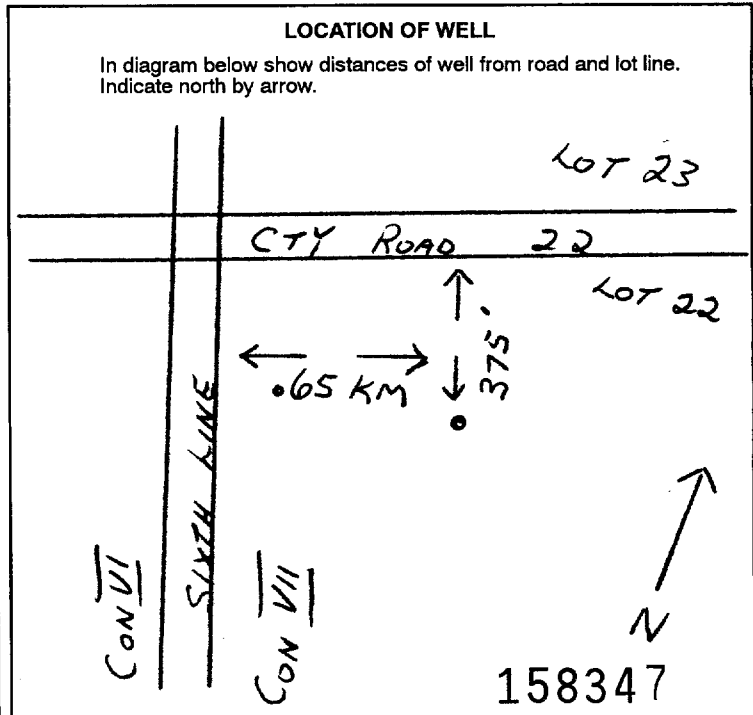 LOCATION OF WELL
In diagram below show distances of well from road and lot line.
Indicate north by arrow.
LOT 23
CTY ROAD 22
LOT 22
.65 KM
375'
SIXTH LINE
CON VI
CON VII
N
158347